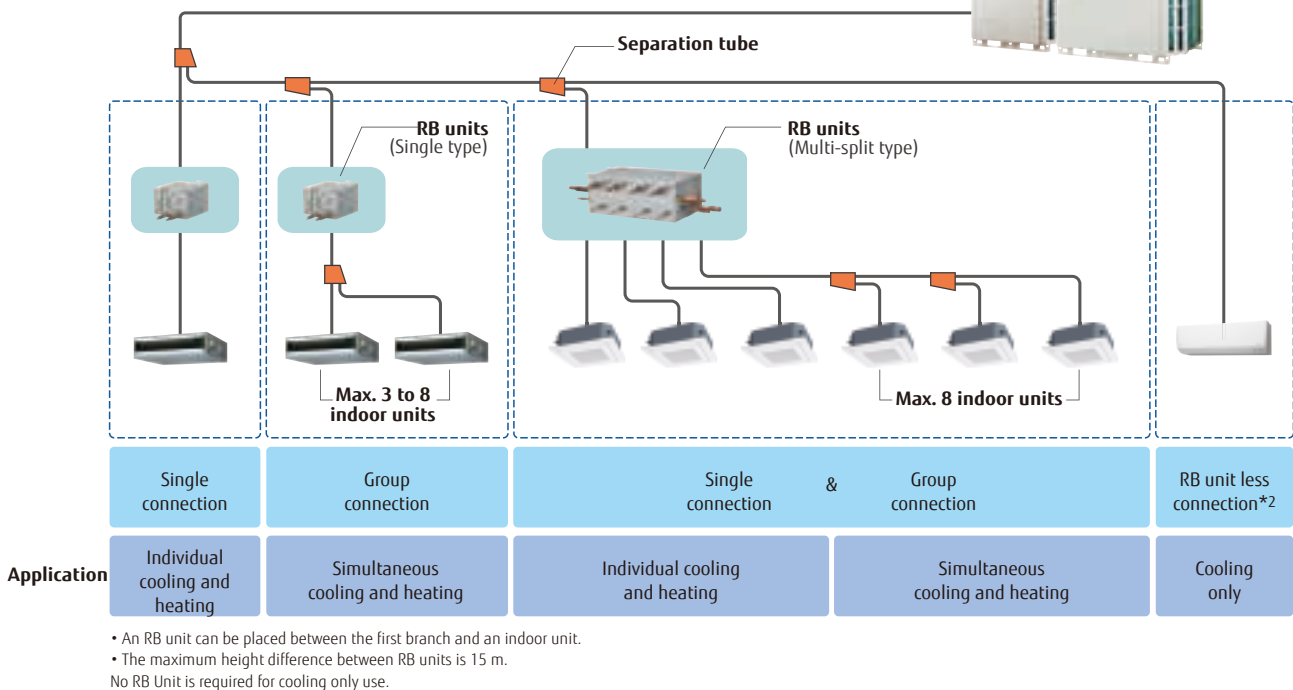 Separation tube
RB units
(Single type)
RB units
(Multi-split type)
Max. 3 to 8
indoor units
Max. 8 indoor units
Single
connection
Group
connection
Single
connection
&
Group
connection
RB unit less
connection*2
Application
Individual
cooling and
heating
Simultaneous
cooling and heating
Individual cooling
and heating
Simultaneous
cooling and heating
Cooling
only
• An RB unit can be placed between the first branch and an indoor unit.
• The maximum height difference between RB units is 15 m.
No RB Unit is required for cooling only use.